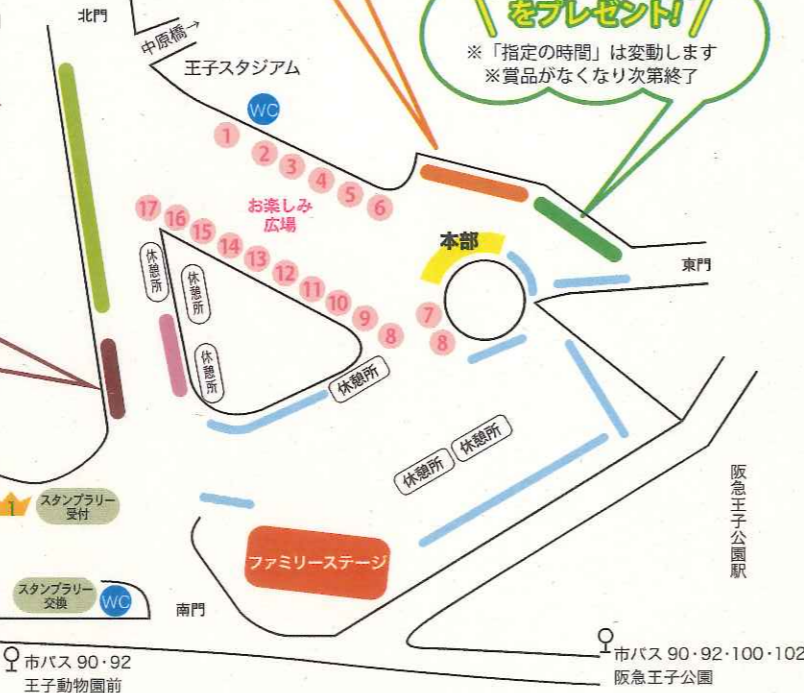 北門
中原橋→
王子スタジアム
をプレゼント!
※「指定の時間」は変動します
※賞品がなくなり次第終了
WC
1
2
3
4
5
6
お楽しみ
広場
17
16
15
14
13
12
11
10
9
8
7
8
本部
東門
休憩所
休憩所
休憩所
休憩所
休憩所
休憩所
阪急王子公園駅
1
スタンプラリー
受付
ファミリーステージ
スタンプラリー
交換
WC
南門
市バス 90・92
王子動物園前
市バス 90・92・100・102
阪急王子公園